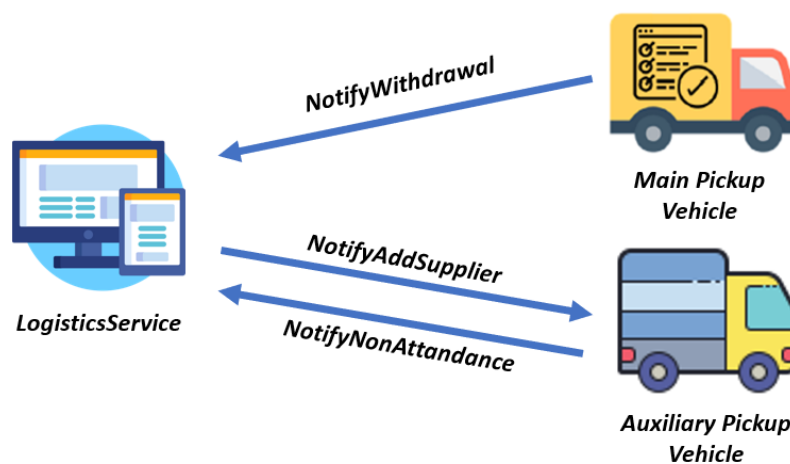 NotifyWithdrawal
Main Pickup
Vehicle
LogisticsService
NotifyAddSupplier
NotifyNonAttandance
Auxiliary Pickup
Vehicle